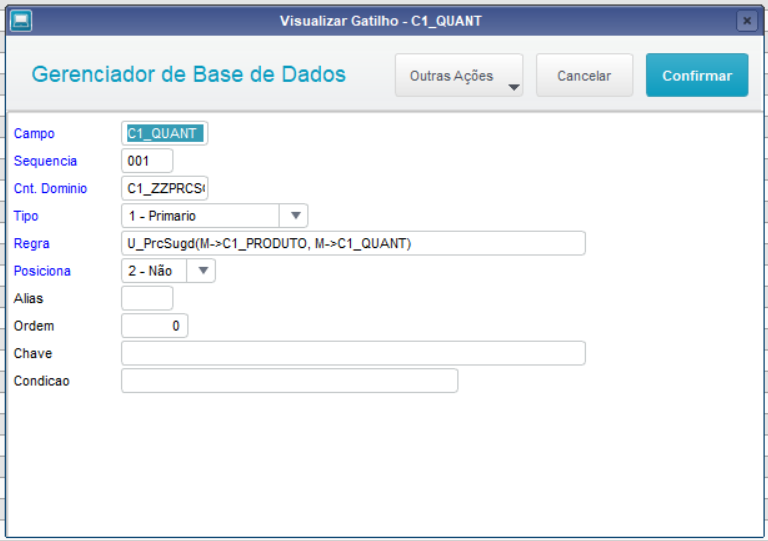 Visualizar Gatilho - C1_QUANT
Gerenciador de Base de Dados
Outras Ações
Cancelar
Confirmar
Campo C1_QUANT
Sequencia 001
Cnt. Dominio C1_ZZPRCS
Tipo 1 - Primario
Regra U_PrcSugd(M->C1_PRODUTO, M->C1_QUANT)
Posiciona 2 - Não
Alias
Ordem 0
Chave
Condicao